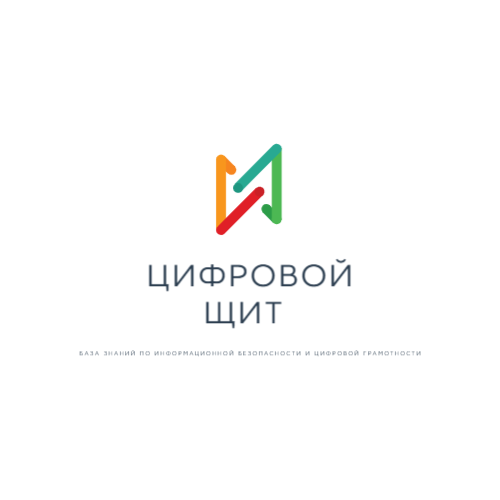 ЦИФРОВОЙ
ЩИТ
БАЗА ЗНАНИЙ ПО ИНФОРМАЦИОННОЙ БЕЗОПАСНОСТИ И ЦИФРОВОЙ ГРАМОТНОСТИ